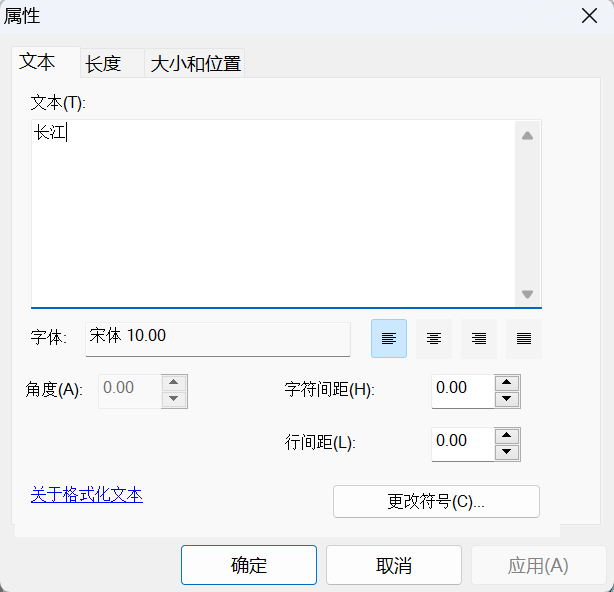 属性
文本 长度 大小和位置
文本(T):
长江
字体: 宋体 10.00
角度(A): 0.00 字符间距(H): 0.00
行间距(L): 0.00
关于格式化文本 更改符号(C)...
确定 取消 应用(A)